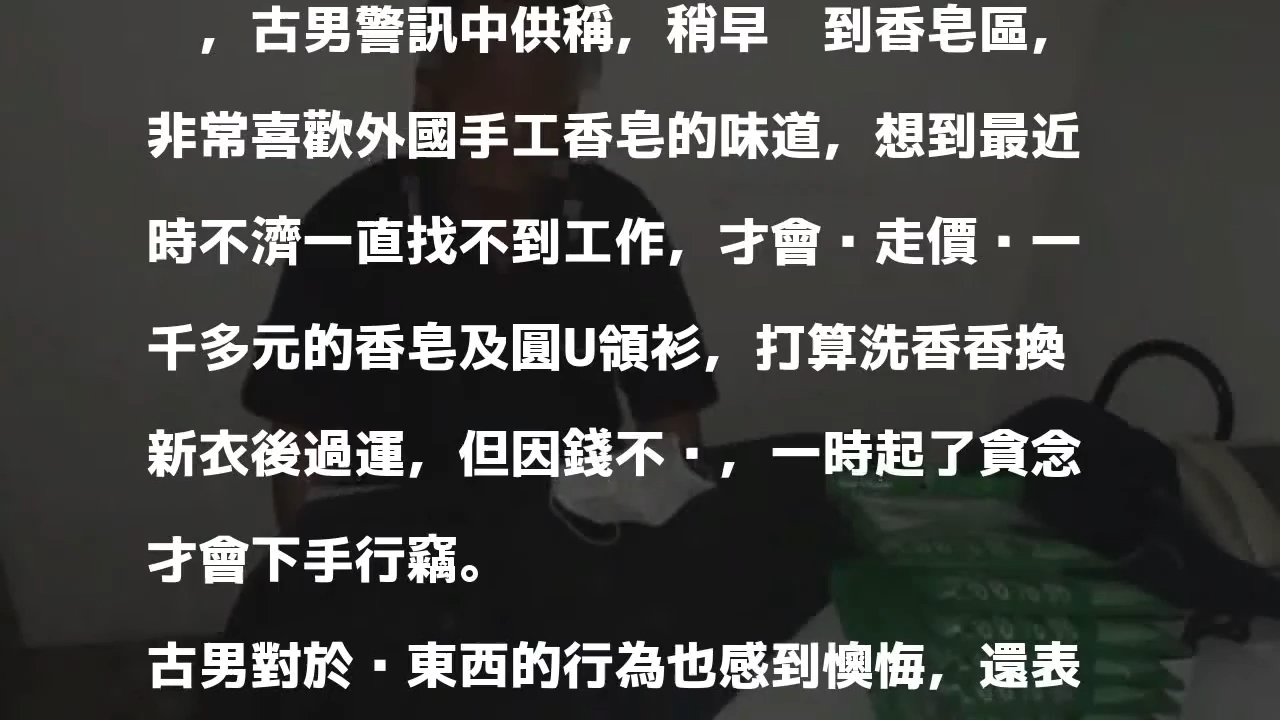 ，古男警訊中供稱，稍早　到香皂區，
非常喜歡外國手工香皂的味道，想到最近
時不濟一直找不到工作，才會▪走價▪一
千多元的香皂及圓U領衫，打算洗香香換
新衣後過運，但因錢不▪，一時起了貪念
才會下手行竊。
古男對於▪東西的行為也感到懊悔，還表